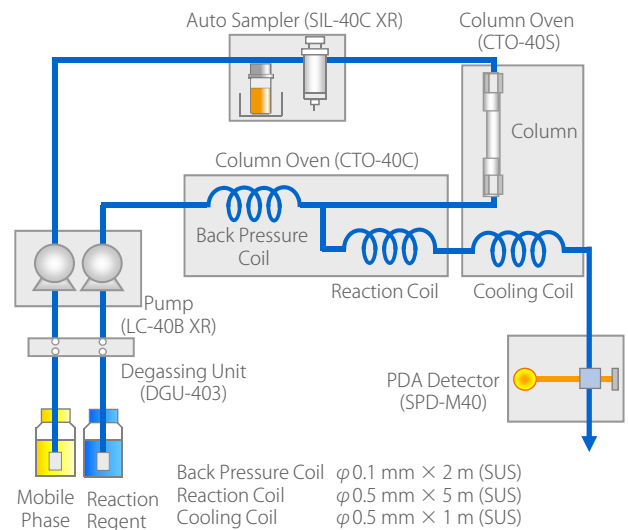 Auto Sampler (SIL-40C XR)
Column Oven
(CTO-40S)
Column
Column Oven (CTO-40C)
Back Pressure
Coil
Reaction Coil
Cooling Coil
Pump
(LC-40B XR)
Degassing Unit
(DGU-403)
PDA Detector
(SPD-M40)
Mobile
Phase
Reaction
Regent
Back Pressure Coil φ0.1 mm × 2 m (SUS)
Reaction Coil φ0.5 mm × 5 m (SUS)
Cooling Coil φ0.5 mm × 1 m (SUS)